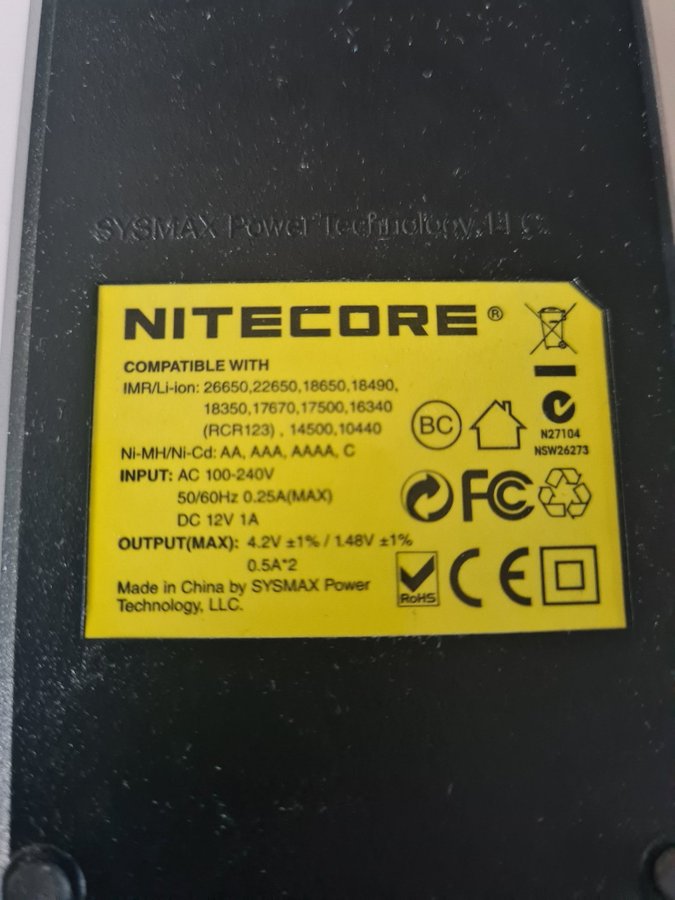 SYSMAX Power Technology, LLC.
NITECORE®
COMPATIBLE WITH
IMR/Li-ion: 26650,22650,18650,18490,
18350,17670,17500,16340
(RCR123) , 14500,10440
Ni-MH/Ni-Cd: AA, AAA, AAAA, C
INPUT: AC 100-240V
50/60Hz 0.25A(MAX)
DC 12V 1A
OUTPUT(MAX): 4.2V ±1% / 1.48V ±1%
0.5A*2
Made in China by SYSMAX Power
Technology, LLC.
BC
N27104
NSW26273
FC
RoHS
CE